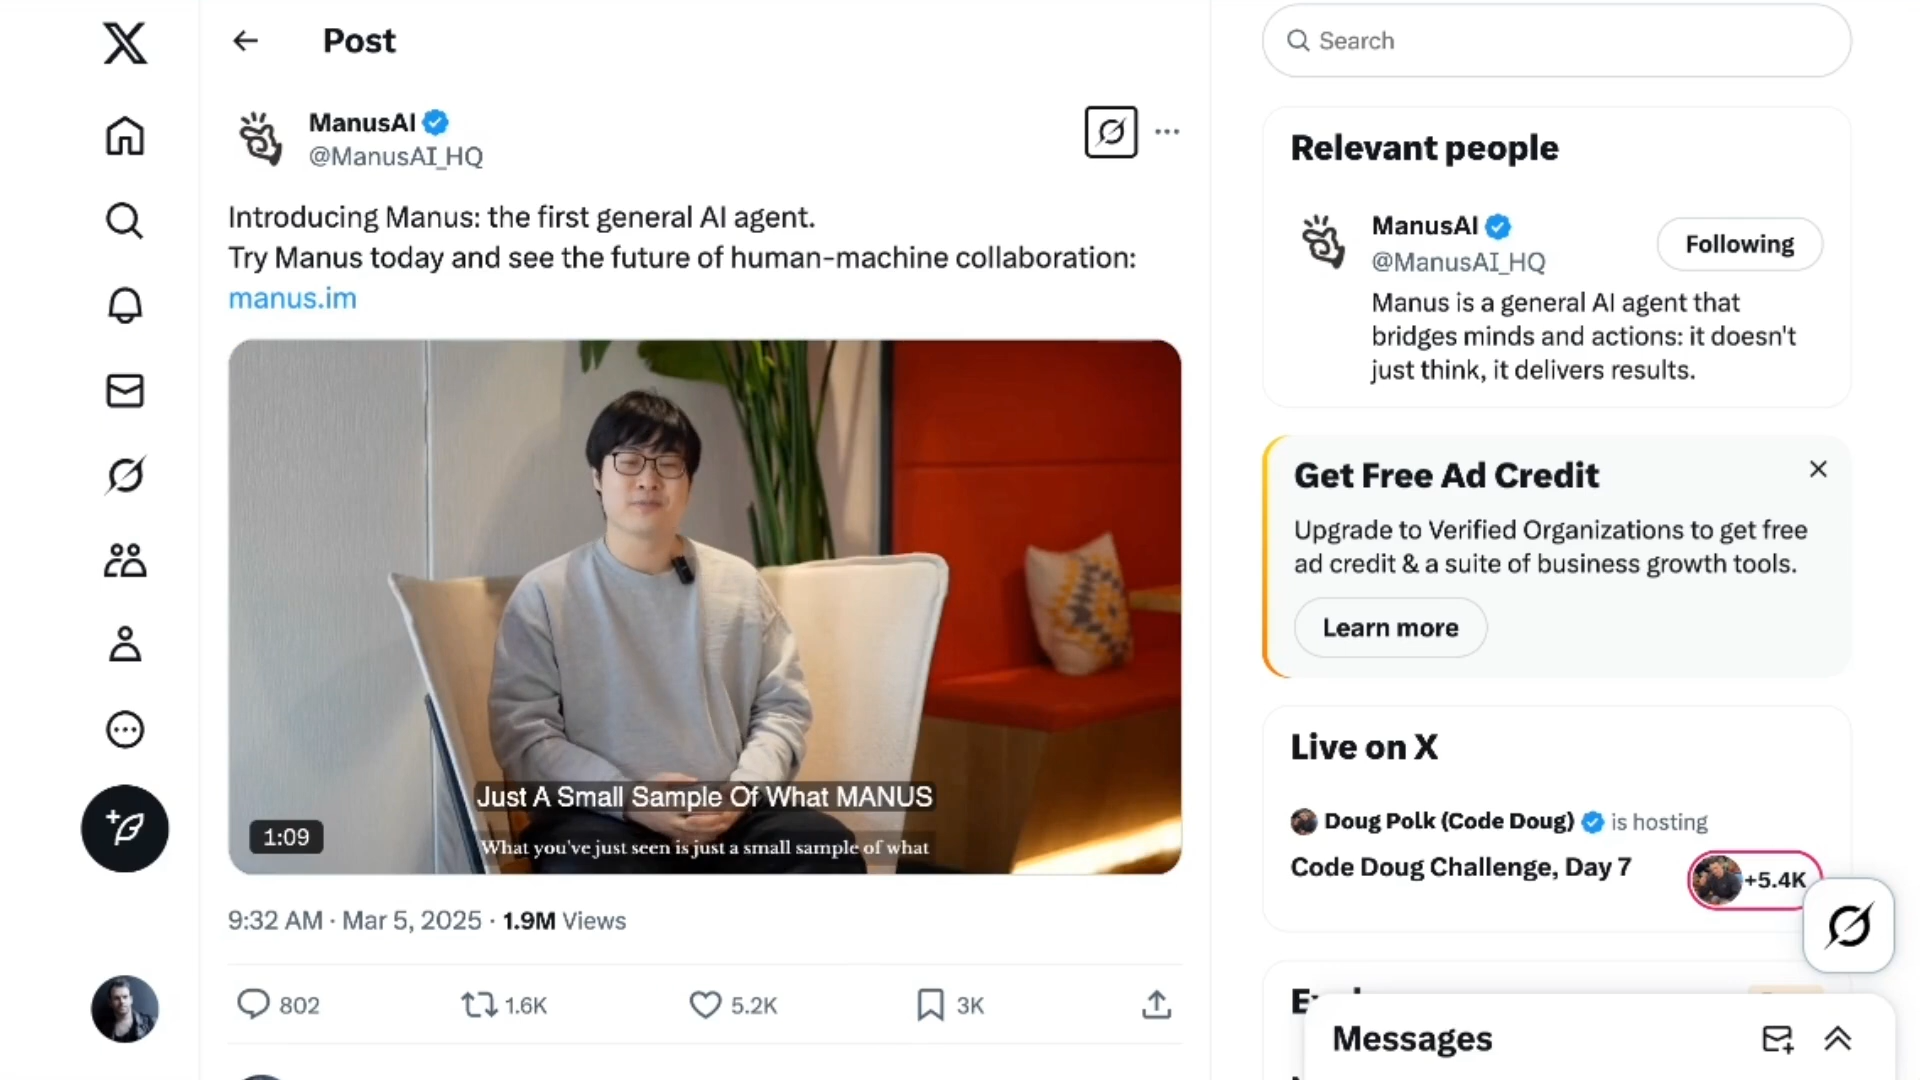 Post
ManusAI
@ManusAI_HQ
Introducing Manus: the first general AI agent.
Try Manus today and see the future of human-machine collaboration:
manus.im
Just A Small Sample Of What MANUS
What you've just seen is just a small sample of what
1:09
9:32 AM · Mar 5, 2025 · 1.9M Views
802
1.6K
5.2K
3K
Search
Relevant people
ManusAI
@ManusAI_HQ
Following
Manus is a general AI agent that
bridges minds and actions: it doesn't
just think, it delivers results.
Get Free Ad Credit
Upgrade to Verified Organizations to get free
ad credit & a suite of business growth tools.
Learn more
Live on X
Doug Polk (Code Doug) is hosting
Code Doug Challenge, Day 7
+5.4K
Messages